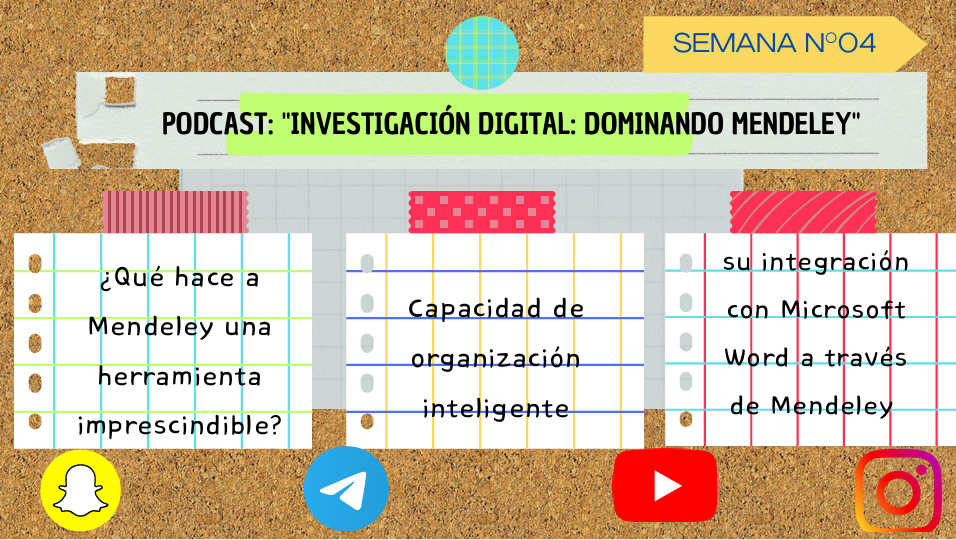 SEMANA N°04
PODCAST: "INVESTIGACIÓN DIGITAL: DOMINANDO MENDELEY"
¿Qué hace a
Mendeley una
herramienta
imprescindible?
Capacidad de
organización
inteligente
su integración
con Microsoft
Word a través
de Mendeley